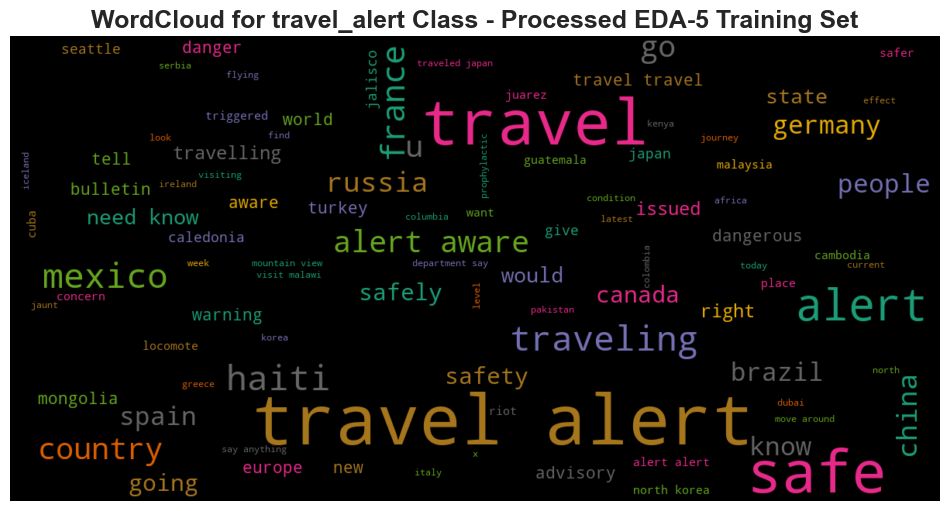 WordCloud for travel_alert Class - Processed EDA-5 Training Set
seattle
danger
serbia
flying
jalisco
france
traveled japan
go
safer
travel travel
juarez
state
effect
travel
germany
triggered
world
look
find
kenya
u
tell
travelling
prophylactic
guatemala
japan
journey
malaysia
iceland
visiting
bulletin
ireland
russia
people
aware
condition
africa
cuba
need know
turkey
columbia
want
latest
issued
caledonia
alert aware
give
dangerous
week
mountain view
visit malawi
department say
colombia
cambodia
today
current
mexico
would
concern
safely
level
canada
place
alert
jaunt
warning
pakistan
right
korea
traveling
locomote
haiti
safety
brazil
north
greece
mongolia
dubai
china
spain
travel alert
riot
move around
country
say anything
x
know
safe
europe
new
italy
advisory
alert alert
going
north korea